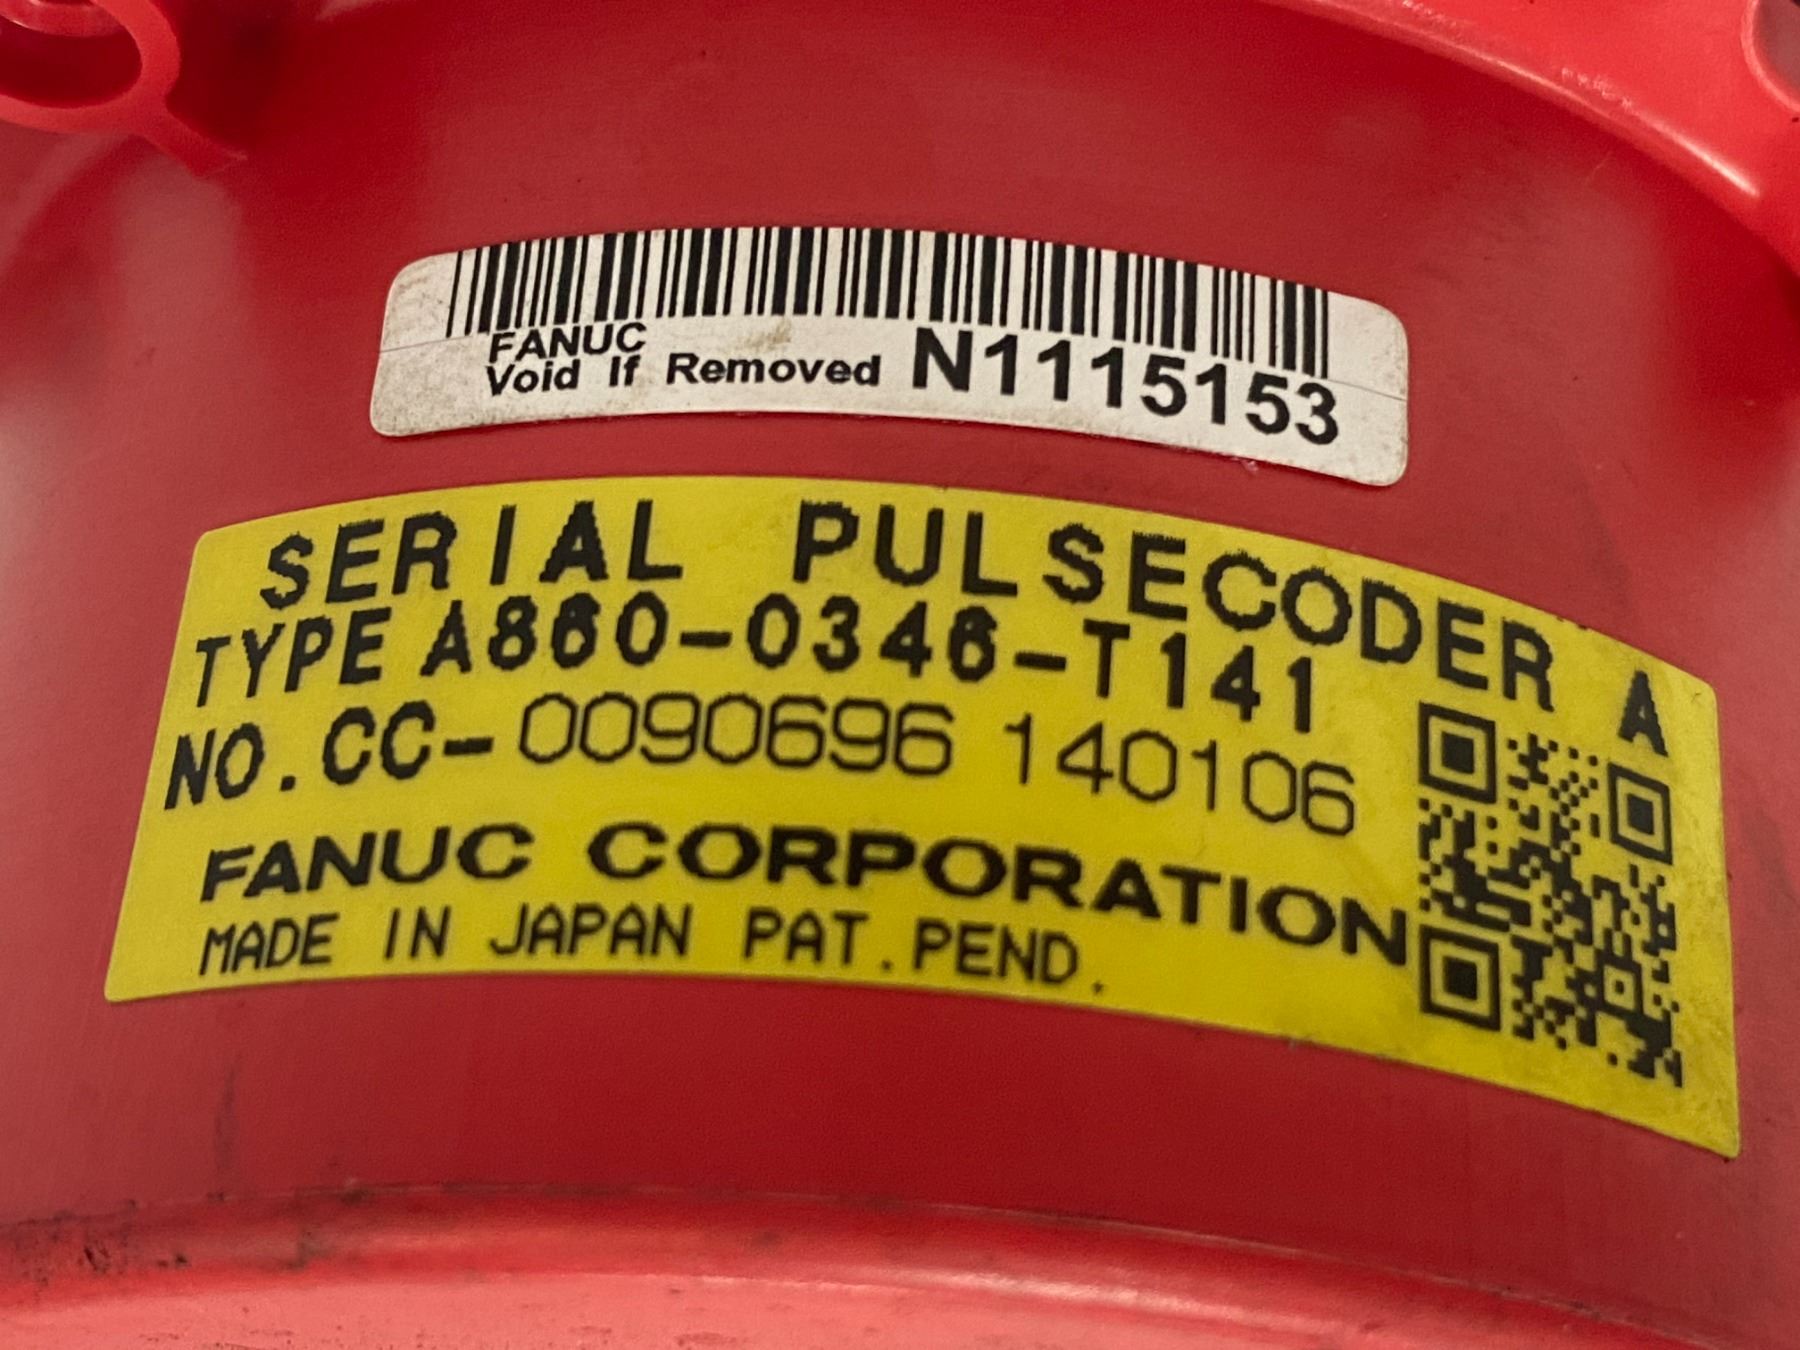 FANUC
Void If Removed N1115153
SERIAL PULSECODER A
TYPE A860-0346-T141
NO.CC-0090696 140106
FANUC CORPORATION
MADE IN JAPAN PAT.PEND.